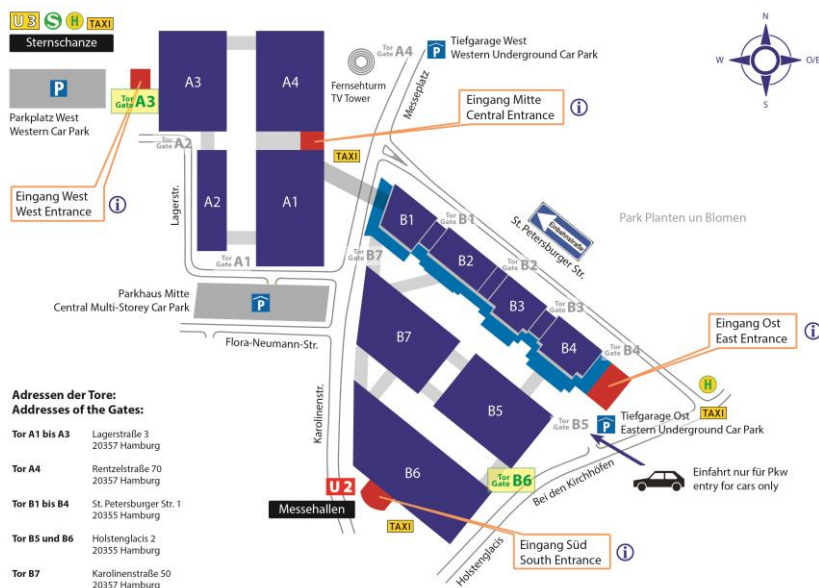 U3 S H TAXI
Sternschanze
P
Parkplatz West
Western Car Park
Tor
Gate A3
A3
A4
Tor
Gate A4
Fernsehturm
TV Tower
Messeplatz
P
Tiefgarage West
Western Underground Car Park
N
W
O/E
S
Eingang Mitte
Central Entrance
i
Tor
Gate A2
TAXI
Eingang West
West Entrance
i
Lagerstr.
A2
A1
Tor
Gate A1
B1
Tor
Gate B1
Einbahnstraße
St. Petersburger Str.
Park Planten un Blomen
Tor
Gate B7
B2
Tor
Gate B2
B3
Tor
Gate B3
B4
Tor
Gate B4
Parkhaus Mitte
Central Multi-Storey Car Park
P
Flora-Neumann-Str.
Karolinenstr.
B7
B5
Eingang Ost
East Entrance
i
H
TAXI
Tor
Gate B5
P
Tiefgarage Ost
Eastern Underground Car Park
B6
Tor
Gate B6
Bei den Kirchhöfen
Einfahrt nur für Pkw
entry for cars only
U2
Messehallen
TAXI
Holstenglacis
Eingang Süd
South Entrance
i
Adressen der Tore:
Addresses of the Gates:
Tor A1 bis A3 Lagerstraße 3
20357 Hamburg
Tor A4 Rentzelstraße 70
20357 Hamburg
Tor B1 bis B4 St. Petersburger Str. 1
20355 Hamburg
Tor B5 und B6 Holstenglacis 2
20355 Hamburg
Tor B7 Karolinenstraße 50
20357 Hamburg